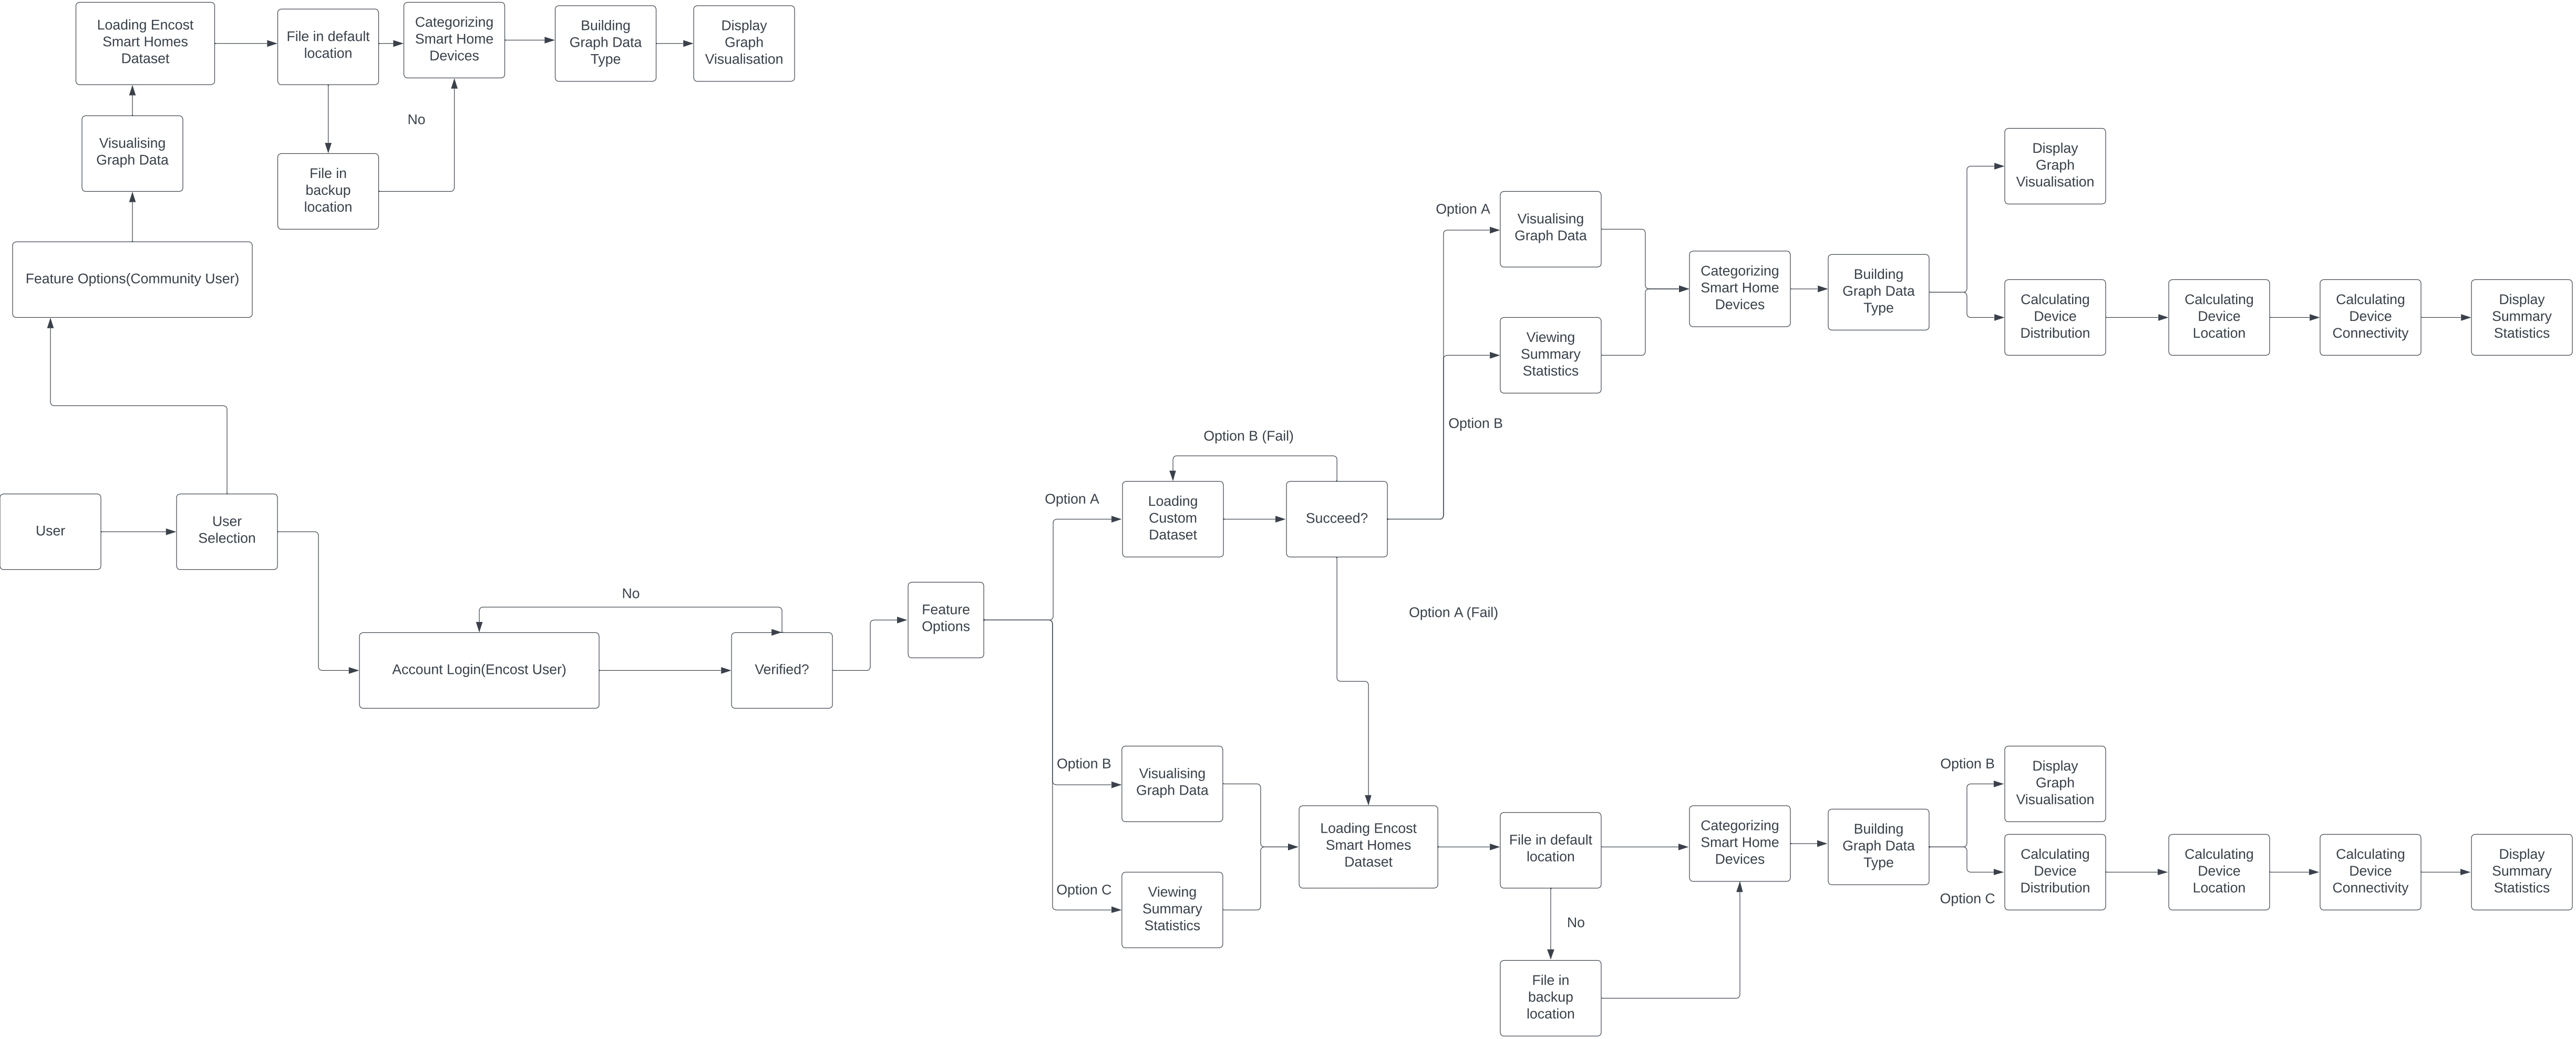 Loading Encost
Smart Homes
Dataset
File in default
location
Categorizing
Smart Home
Devices
Building
Graph Data
Type
Display
Graph
Visualisation
No
Visualising
Graph Data
File in
backup
location
Feature Options(Community User)
User
User
Selection
No
Account Login(Encost User)
Verified?
Feature
Options
Option A
Loading
Custom
Dataset
Option B (Fail)
Succeed?
Option A
Visualising
Graph Data
Viewing
Summary
Statistics
Option B
Categorizing
Smart Home
Devices
Building
Graph Data
Type
Display
Graph
Visualisation
Calculating
Device
Distribution
Calculating
Device
Location
Calculating
Device
Connectivity
Display
Summary
Statistics
Option A (Fail)
Option B
Visualising
Graph Data
Option C
Viewing
Summary
Statistics
Loading Encost
Smart Homes
Dataset
File in default
location
No
File in
backup
location
Categorizing
Smart Home
Devices
Building
Graph Data
Type
Option B
Display
Graph
Visualisation
Option C
Calculating
Device
Distribution
Calculating
Device
Location
Calculating
Device
Connectivity
Display
Summary
Statistics